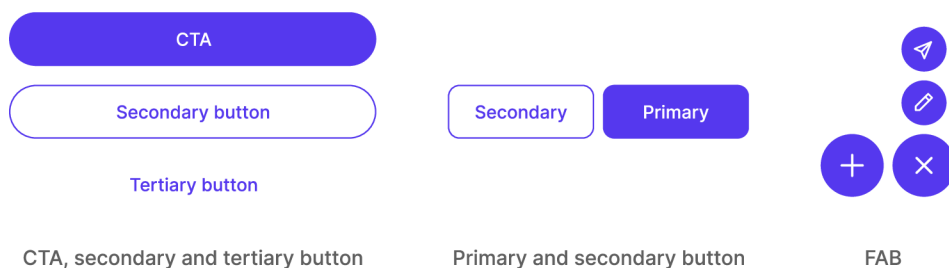 CTA
Secondary button
Tertiary button
CTA, secondary and tertiary button
Secondary
Primary
Primary and secondary button
FAB